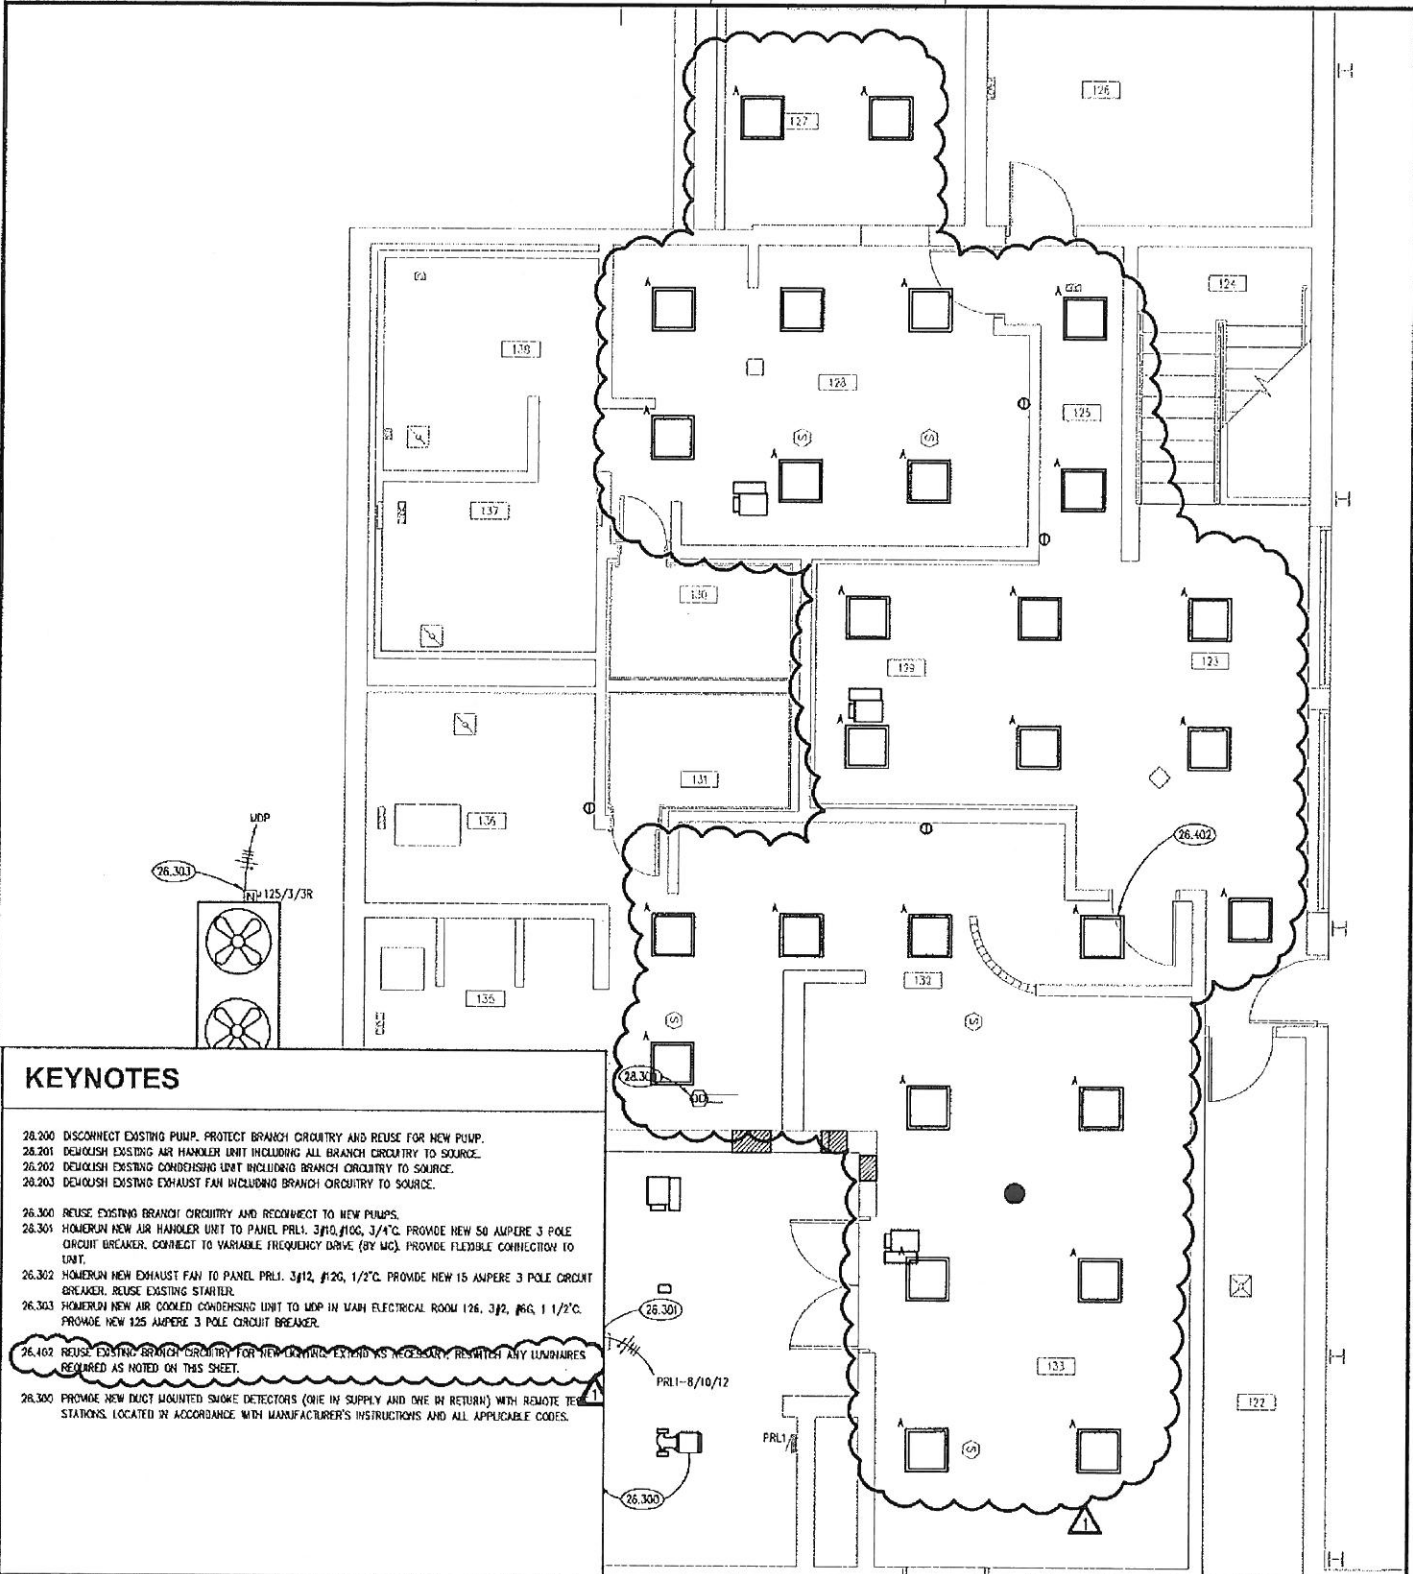 A
A
127
126
A
A
A
124
138
128
A
125
S
S
A
A
A
137
130
A
A
A
129
123
A
A
A
131
136
MDP
26.303
N
125/3/3R
26.402
A
A
A
A
A
132
135
S
S
A
28.30
DD
A
A
KEYNOTES
28.200 DISCONNECT EXISTING PUMP. PROTECT BRANCH CIRCUITRY AND REUSE FOR NEW PUMP.
28.201 DEMOLISH EXISTING AIR HANDLER UNIT INCLUDING ALL BRANCH CIRCUITRY TO SOURCE.
28.202 DEMOLISH EXISTING CONDENSING UNIT INCLUDING BRANCH CIRCUITRY TO SOURCE.
28.203 DEMOLISH EXISTING EXHAUST FAN INCLUDING BRANCH CIRCUITRY TO SOURCE.
26.300 REUSE EXISTING BRANCH CIRCUITRY AND RECONNECT TO NEW PUMPS.
26.301 HOMERUN NEW AIR HANDLER UNIT TO PANEL PRL1. 3#10,#10G, 3/4"C. PROVIDE NEW 50 AMPERE 3 POLE
CIRCUIT BREAKER. CONNECT TO VARIABLE FREQUENCY DRIVE (BY MC). PROVIDE FLEXIBLE CONNECTION TO
UNIT.
26.302 HOMERUN NEW EXHAUST FAN TO PANEL PRL1. 3#12, #12G, 1/2"C. PROVIDE NEW 15 AMPERE 3 POLE CIRCUIT
BREAKER. REUSE EXISTING STARTER.
26.303 HOMERUN NEW AIR COOLED CONDENSING UNIT TO MDP IN MAIN ELECTRICAL ROOM 126. 3#2, #6G, 1 1/2"C.
PROVIDE NEW 125 AMPERE 3 POLE CIRCUIT BREAKER.
26.402 REUSE EXISTING BRANCH CIRCUITRY FOR NEW LIGHTING. EXTEND AS NECESSARY. RESWITCH ANY LUMINAIRES
REQUIRED AS NOTED ON THIS SHEET.
28.300 PROVIDE NEW DUCT MOUNTED SMOKE DETECTORS (ONE IN SUPPLY AND ONE IN RETURN) WITH REMOTE TE
STATIONS. LOCATED IN ACCORDANCE WITH MANUFACTURER'S INSTRUCTIONS AND ALL APPLICABLE CODES.
1
A
A
26.301
PRL1-8/10/12
133
122
PRL1
A
S
A
26.300
1